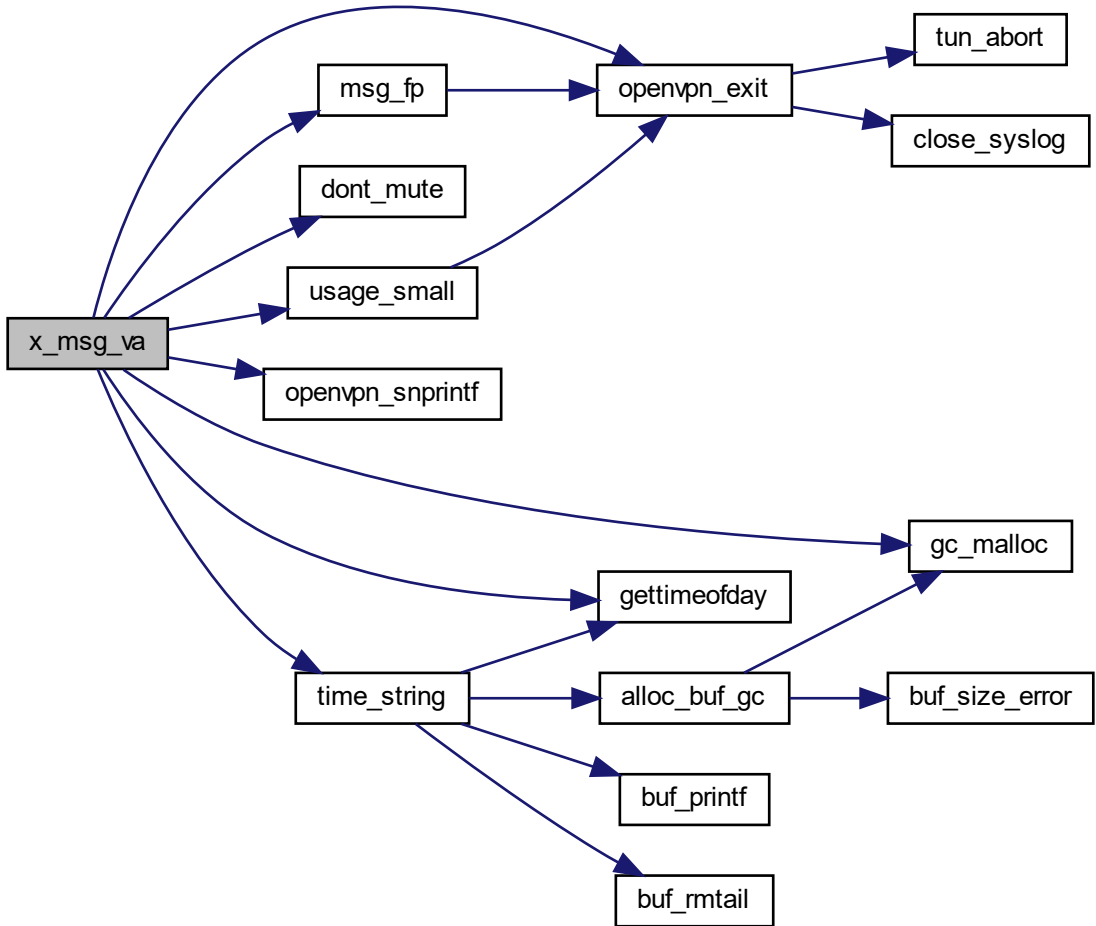 tun_abort
msg_fp
openvpn_exit
close_syslog
dont_mute
usage_small
x_msg_va
openvpn_snprintf
gc_malloc
gettimeofday
time_string
alloc_buf_gc
buf_size_error
buf_printf
buf_rmtail